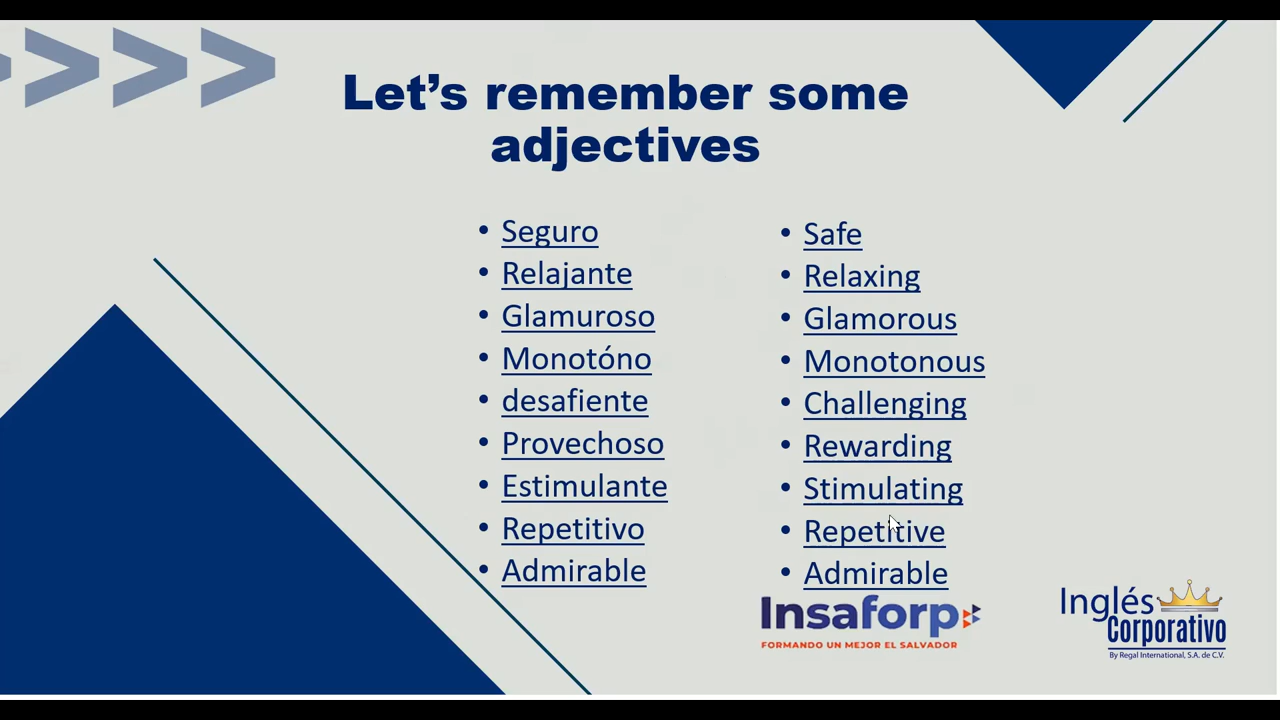 Let’s remember some
adjectives
Seguro
Relajante
Glamuroso
Monotóno
desafiente
Provechoso
Estimulante
Repetitivo
Admirable
Safe
Relaxing
Glamorous
Monotonous
Challenging
Rewarding
Stimulating
Repetitive
Admirable
Insaforp
FORMANDO UN MEJOR EL SALVADOR
Inglés
Corporativo
By Regal International, S.A. de C.V.